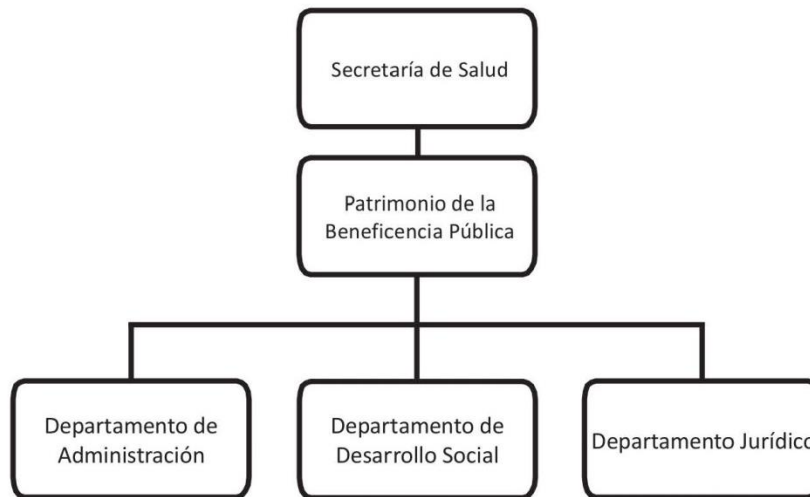 Secretaría de Salud
Patrimonio de la
Beneficencia Pública
Departamento de
Administración
Departamento de
Desarrollo Social
Departamento Jurídico